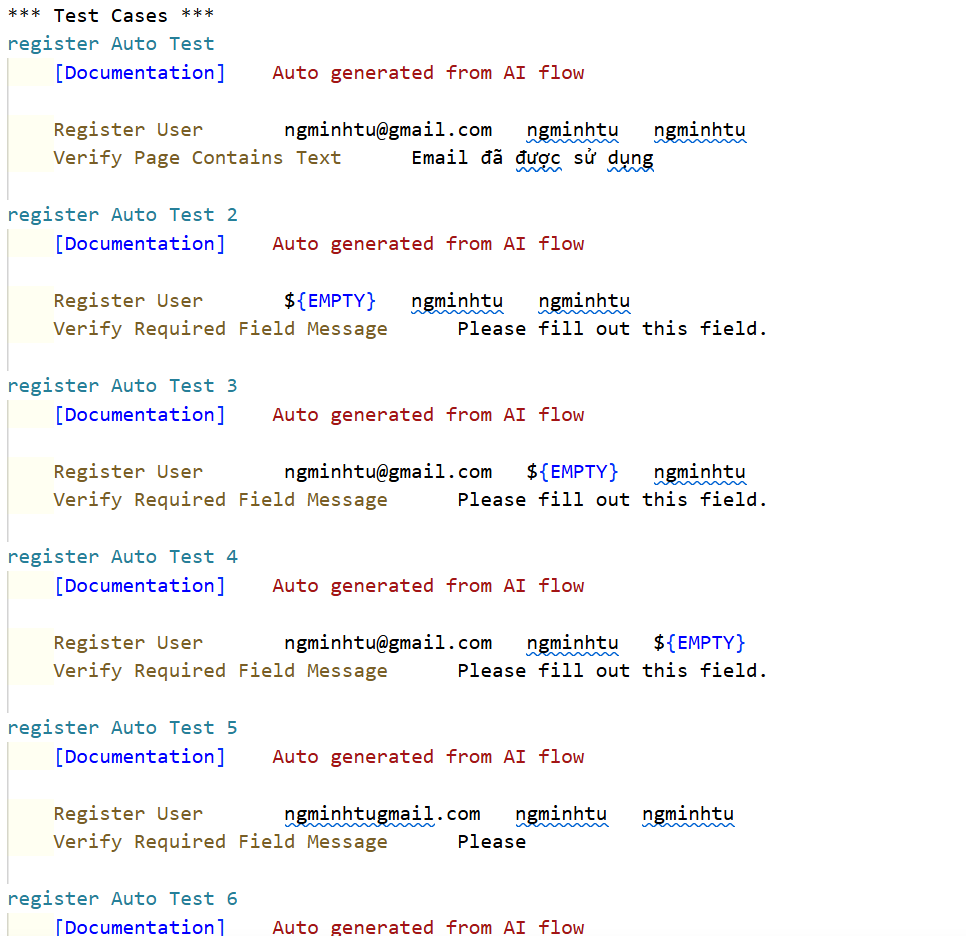 *** Test Cases ***
register Auto Test
[Documentation]    Auto generated from AI flow
Register User       ngminhtu@gmail.com   ngminhtu   ngminhtu
Verify Page Contains Text      Email đã được sử dụng
register Auto Test 2
[Documentation]    Auto generated from AI flow
Register User       ${EMPTY}   ngminhtu   ngminhtu
Verify Required Field Message      Please fill out this field.
register Auto Test 3
[Documentation]    Auto generated from AI flow
Register User       ngminhtu@gmail.com   ${EMPTY}   ngminhtu
Verify Required Field Message      Please fill out this field.
register Auto Test 4
[Documentation]    Auto generated from AI flow
Register User       ngminhtu@gmail.com   ngminhtu   ${EMPTY}
Verify Required Field Message      Please fill out this field.
register Auto Test 5
[Documentation]    Auto generated from AI flow
Register User       ngminhtugmail.com   ngminhtu   ngminhtu
Verify Required Field Message      Please
register Auto Test 6
[Documentation]    Auto generated from AI flow